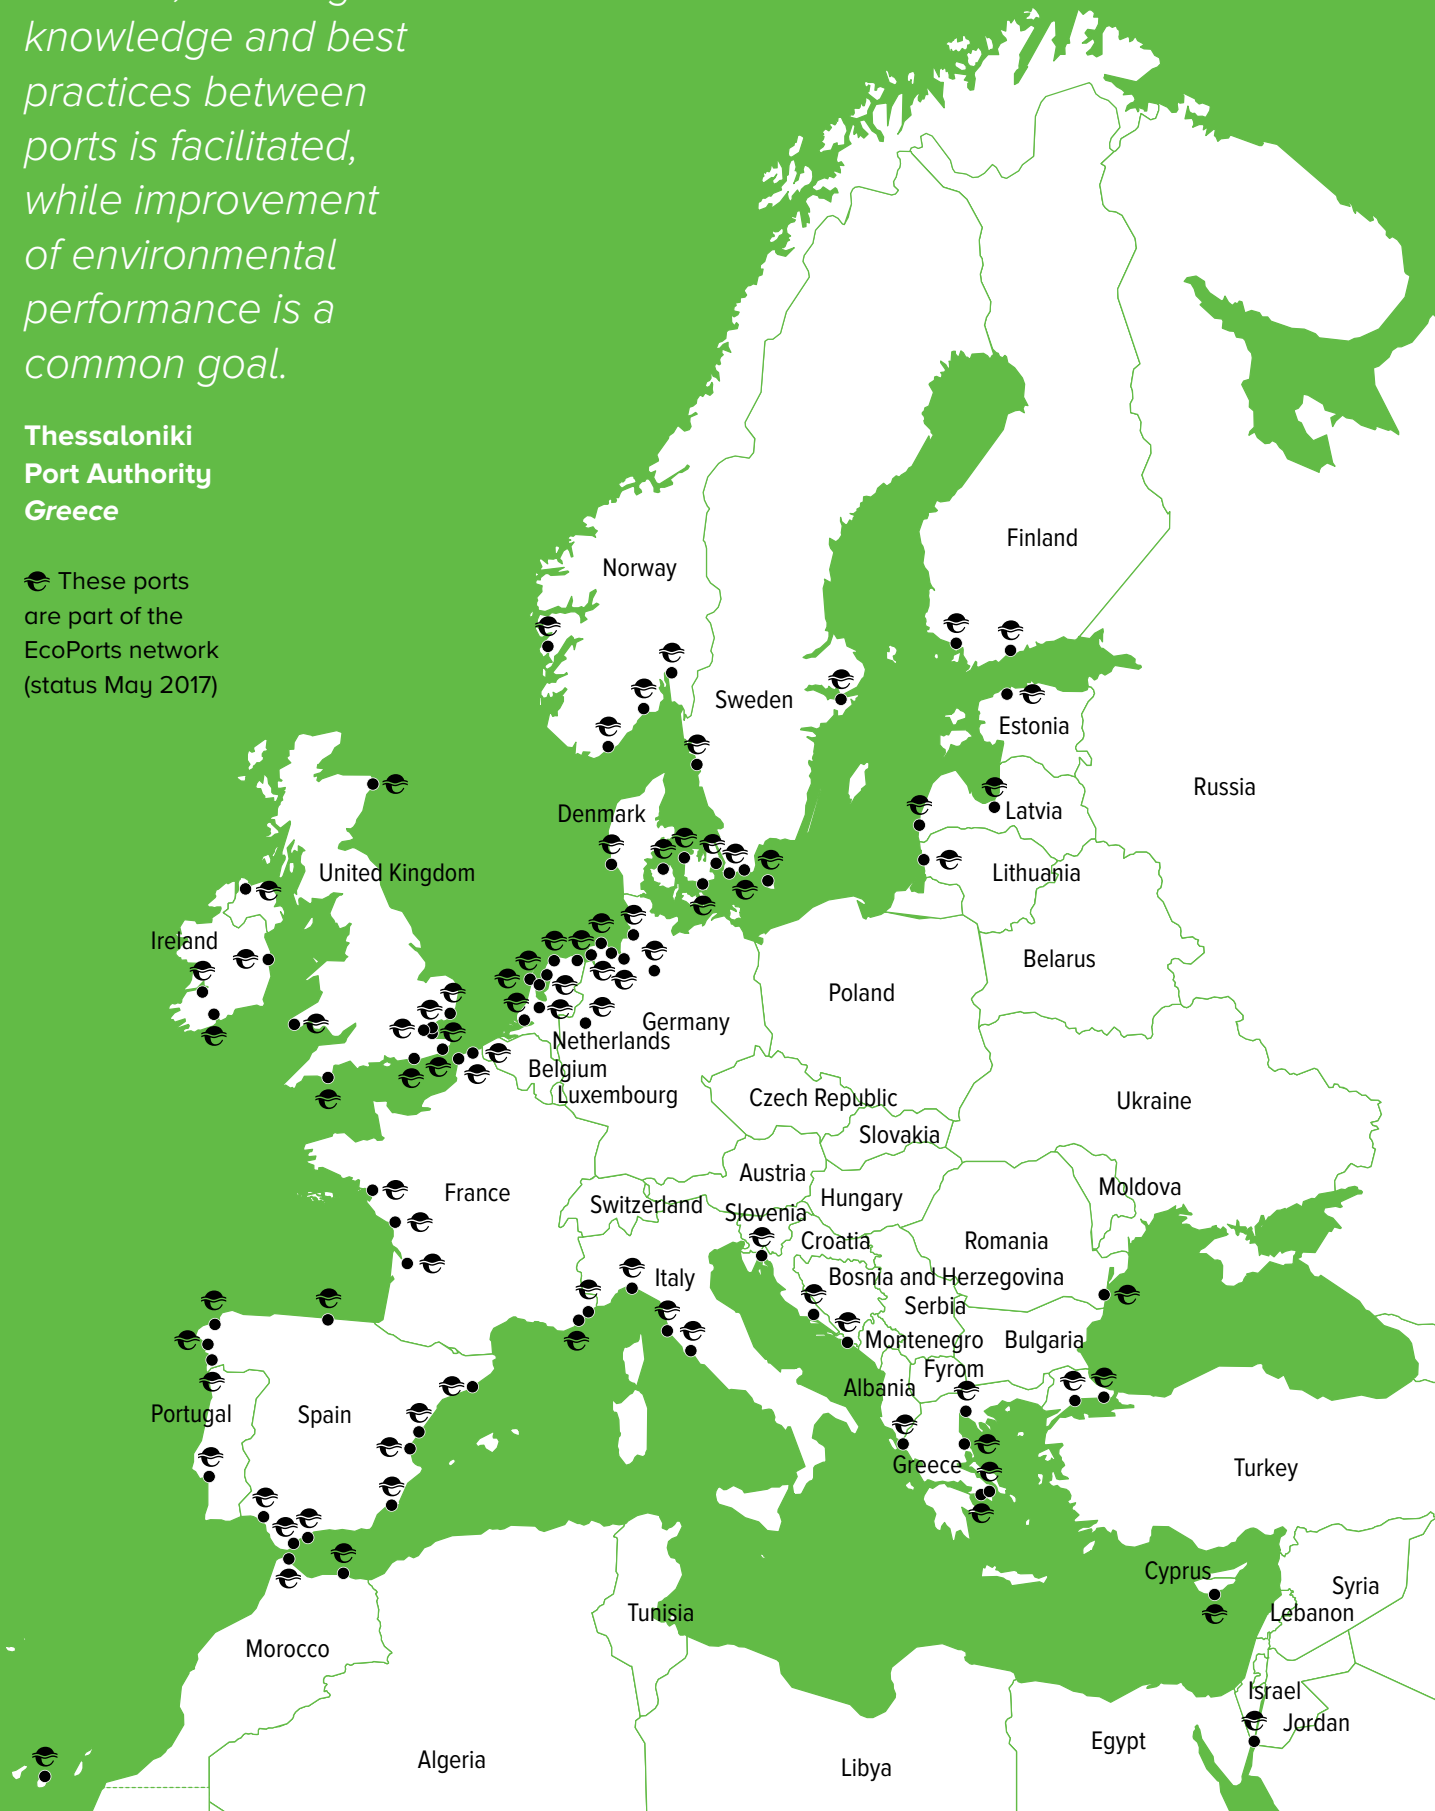 knowledge and best
practices between
ports is facilitated,
while improvement
of environmental
performance is a
common goal.
Thessaloniki
Port Authority
Greece
These ports
are part of the
EcoPorts network
(status May 2017)
Finland
Norway
Sweden
Estonia
Russia
Latvia
Denmark
United Kingdom
Lithuania
Ireland
Belarus
Poland
Germany
Netherlands
Belgium
Luxembourg
Czech Republic
Ukraine
Slovakia
Austria
Moldova
France
Hungary
Switzerland
Slovenia
Croatia
Romania
Italy
Bosnia and Herzegovina
Serbia
Montenegro
Bulgaria
Fyrom
Albania
Portugal
Spain
Greece
Turkey
Cyprus
Syria
Tunisia
Lebanon
Morocco
Israel
Jordan
Egypt
Algeria
Libya